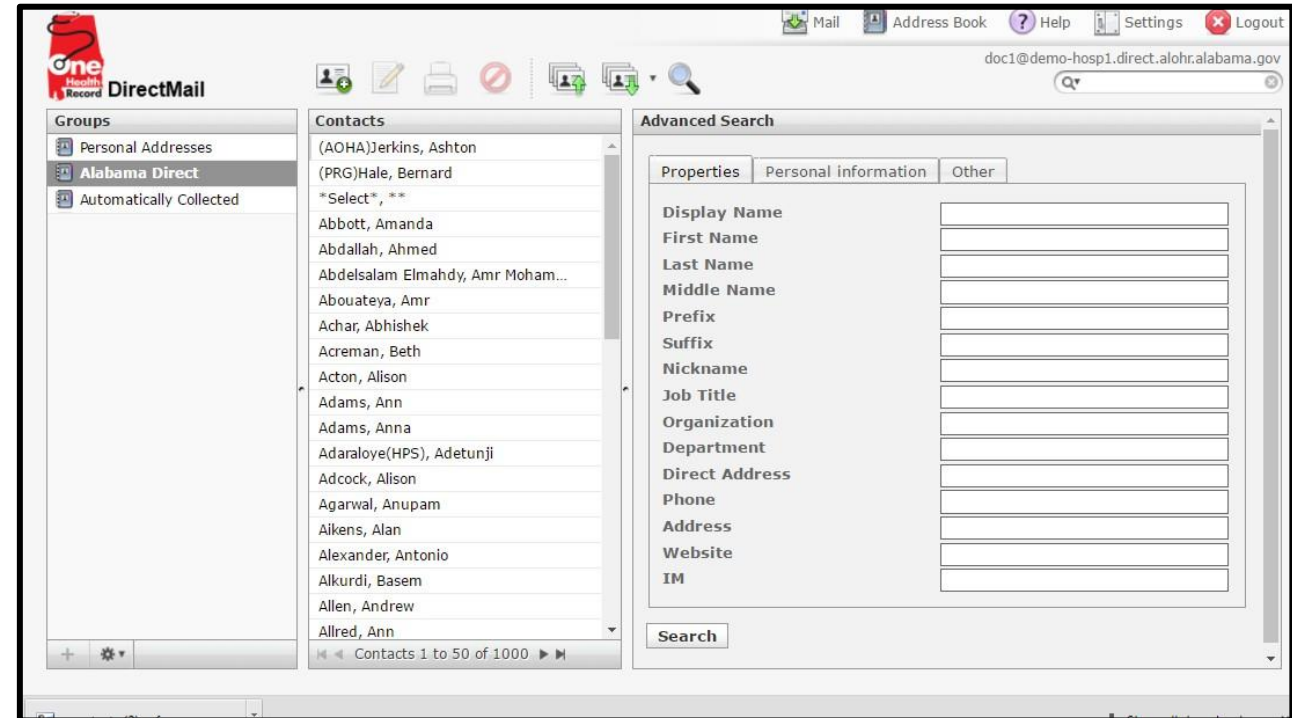 Mail Address Book ? Help Settings Logout
doc1@demo-hosp1.direct.alohr.alabama.gov
One
Health
Record DirectMail
Groups
Personal Addresses
Alabama Direct
Automatically Collected
Contacts
(AOHA)Jerkins, Ashton
(PRG)Hale, Bernard
*Select*, **
Abbott, Amanda
Abdallah, Ahmed
Abdelsalam Elmahdy, Amr Moham...
Abouateya, Amr
Achar, Abhishek
Acreman, Beth
Acton, Alison
Adams, Ann
Adams, Anna
Adaraloye(HPS), Adetunji
Adcock, Alison
Agarwal, Anupam
Aikens, Alan
Alexander, Antonio
Alkurdi, Basem
Allen, Andrew
Allred, Ann
Contacts 1 to 50 of 1000
Advanced Search
Properties Personal information Other
Display Name
First Name
Last Name
Middle Name
Prefix
Suffix
Nickname
Job Title
Organization
Department
Direct Address
Phone
Address
Website
IM
Search